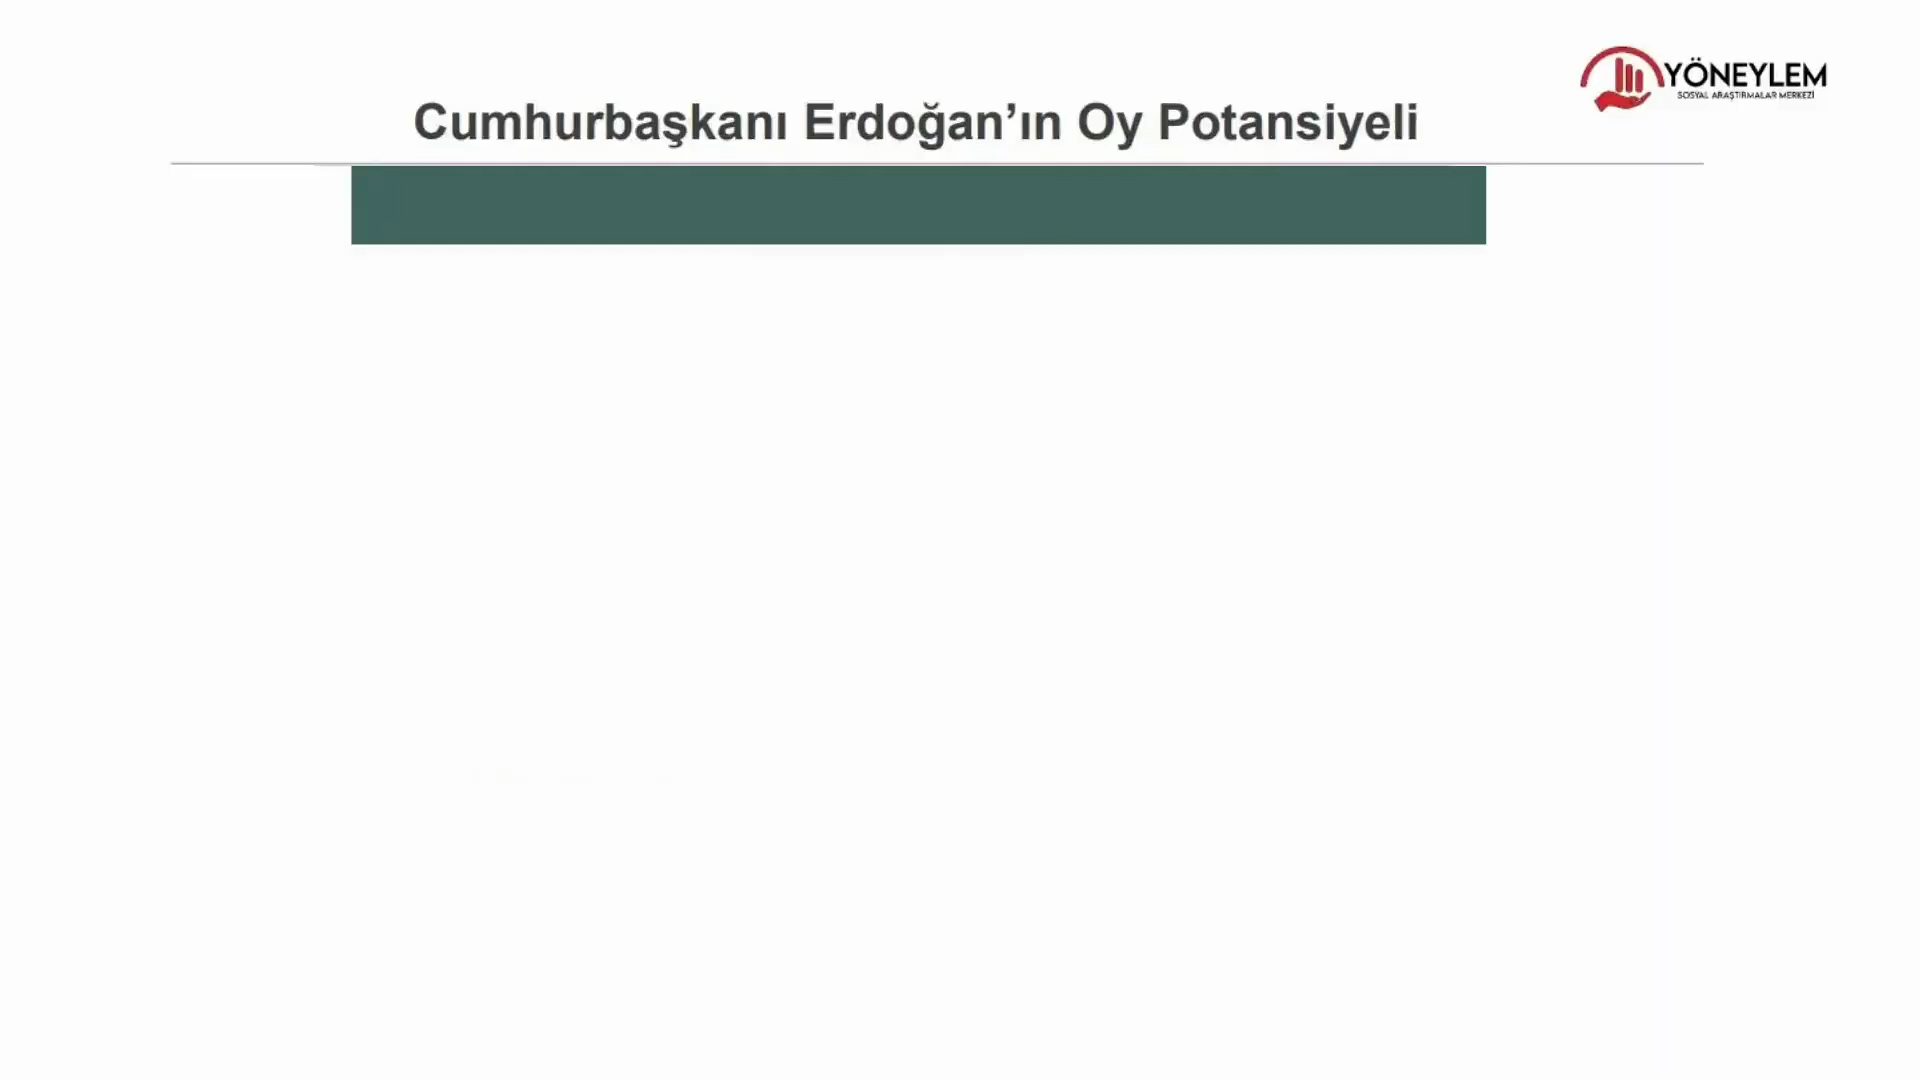 YÖNEYLEM
SOSYAL ARAŞTIRMALAR MERKEZİ
Cumhurbaşkanı Erdoğan’ın Oy Potansiyeli